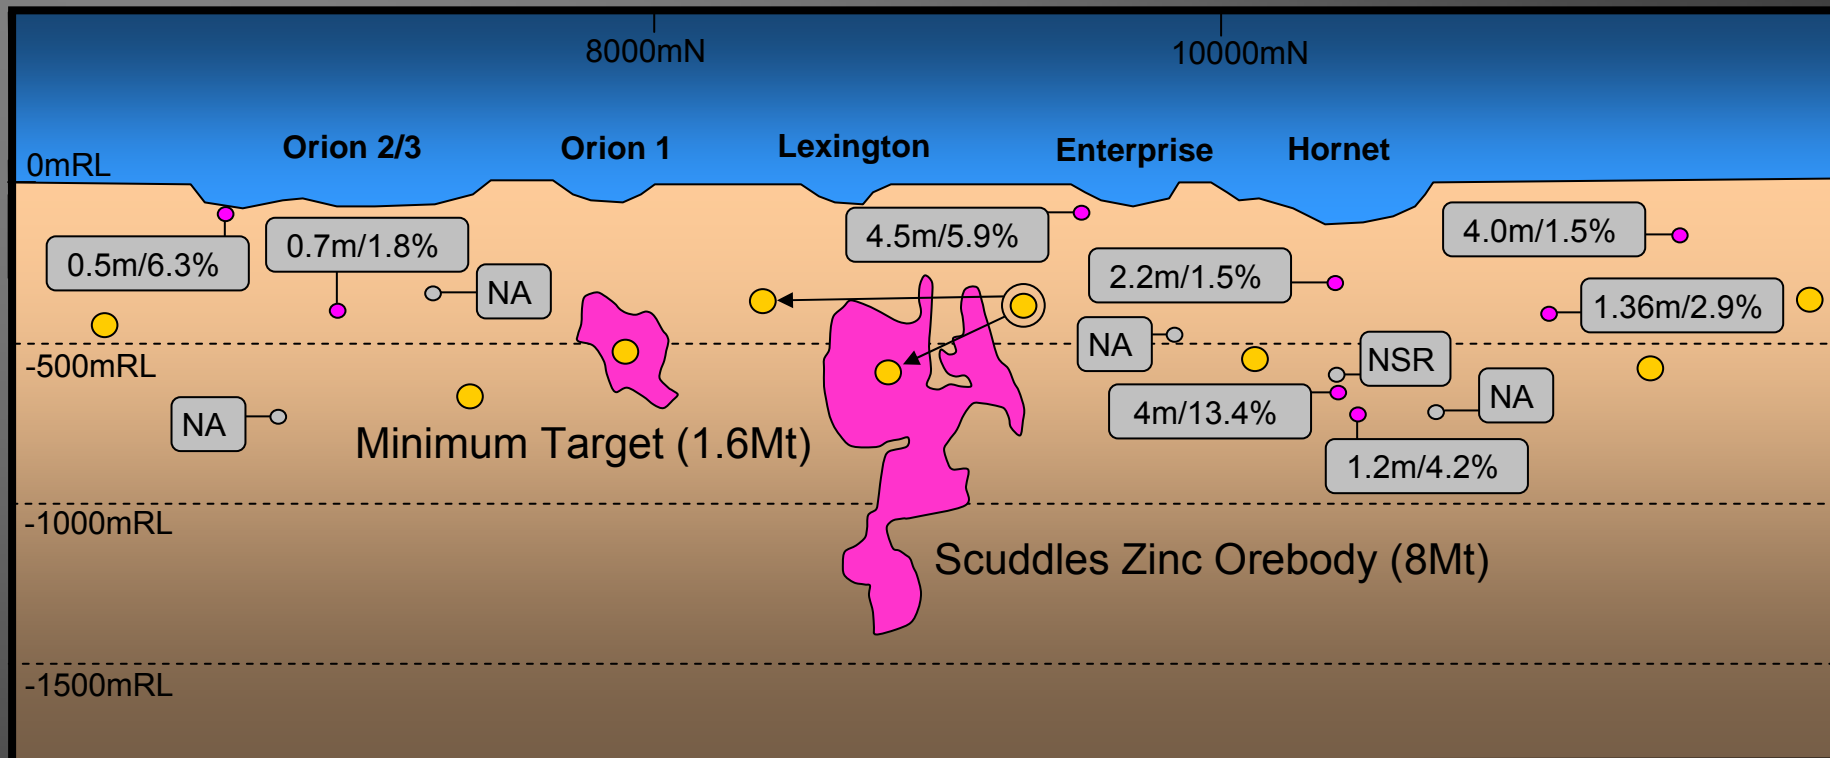 8000mN
10000mN
Orion 2/3
Orion 1
Lexington
Enterprise
Hornet
0mRL
0.5m/6.3%
0.7m/1.8%
NA
4.5m/5.9%
2.2m/1.5%
4.0m/1.5%
1.36m/2.9%
NA
NSR
-500mRL
NA
4m/13.4%
NA
Minimum Target (1.6Mt)
1.2m/4.2%
-1000mRL
Scuddles Zinc Orebody (8Mt)
-1500mRL